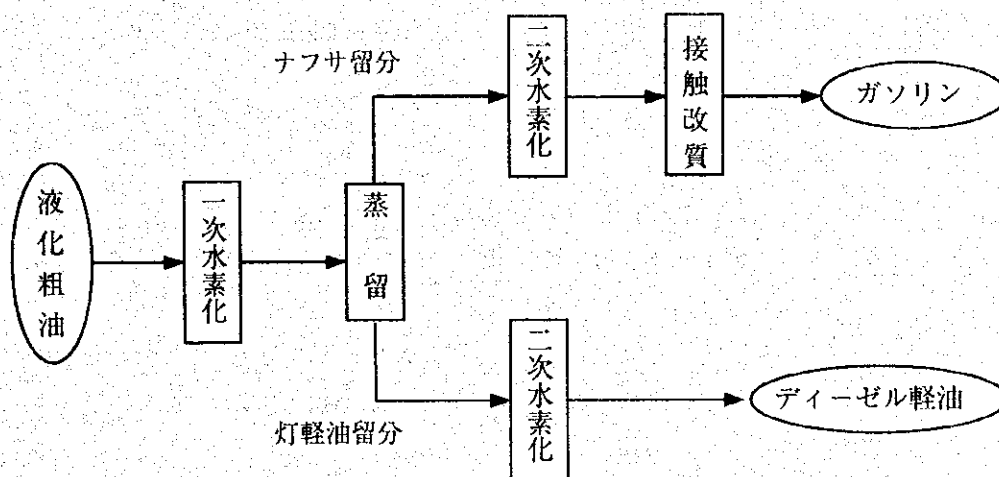 液化粗油
一次水素化
蒸留
ナフサ留分
二次水素化
接触改質
ガソリン
灯軽油留分
二次水素化
ディーゼル軽油